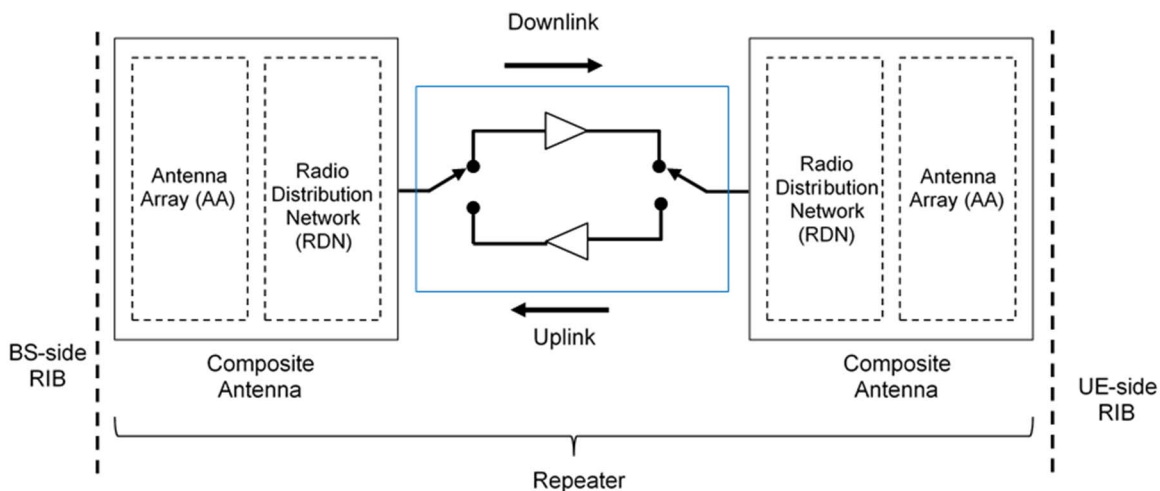 Downlink
Antenna
Array (AA)
Radio
Distribution
Network
(RDN)
Radio
Distribution
Network
(RDN)
Antenna
Array (AA)
Uplink
BS-side
RIB
Composite
Antenna
Composite
Antenna
UE-side
RIB
Repeater